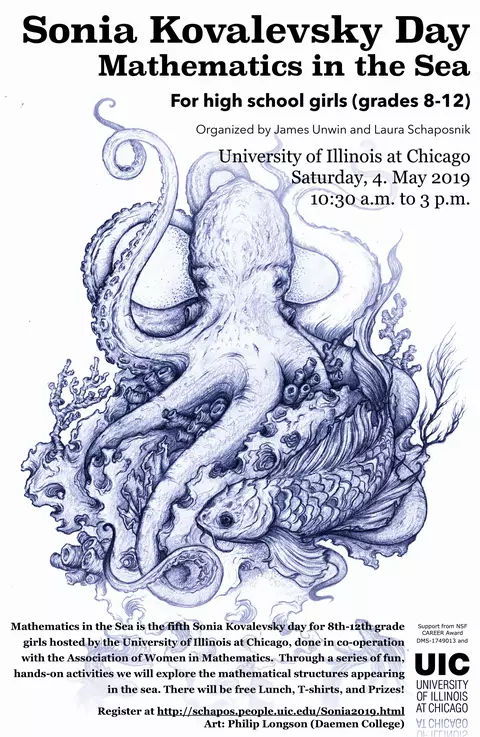 Sonia Kovalevsky Day
Mathematics in the Sea
For high school girls (grades 8-12)
Organized by James Unwin and Laura Schaposnik
University of Illinois at Chicago
Saturday, 4. May 2019
10:30 a.m. to 3 p.m.
Mathematics in the Sea is the fifth Sonia Kovalevsky day for 8th-12th grade
girls hosted by the University of Illinois at Chicago, done in co-operation
with the Association of Women in Mathematics. Through a series of fun,
hands-on activities we will explore the mathematical structures appearing
in the sea. There will be free Lunch, T-shirts, and Prizes!
Register at http://schapos.people.uic.edu/Sonia2019.html
Art: Philip Longson (Daemen College)
Support from NSF
CAREER Award
DMS-1749013 and
UIC
UNIVERSITY
OF ILLINOIS
AT CHICAGO